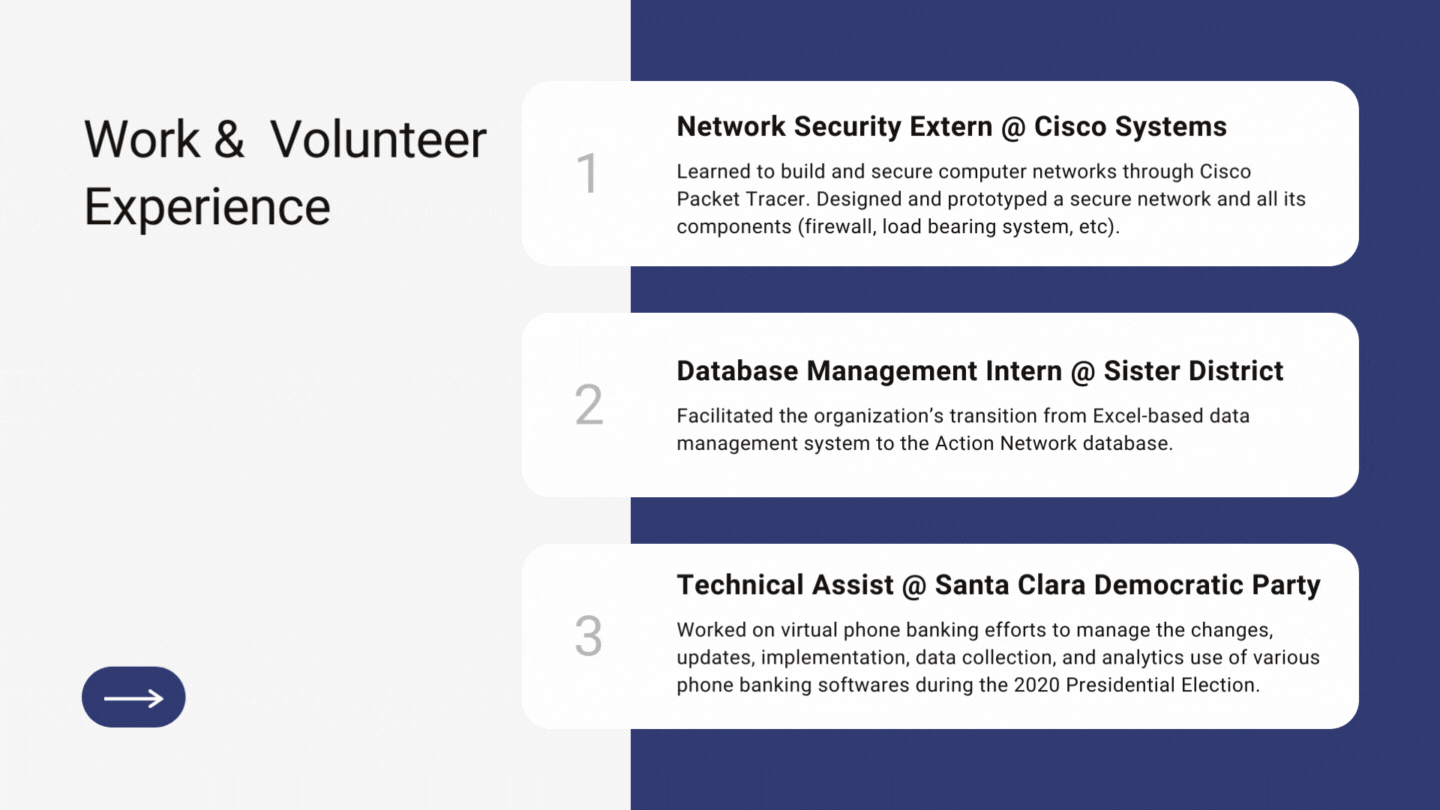 Work &  Volunteer
Experience
1
Network Security Extern @ Cisco Systems
Learned to build and secure computer networks through Cisco
Packet Tracer. Designed and prototyped a secure network and all its
components (firewall, load bearing system, etc).
2
Database Management Intern @ Sister District
Facilitated the organization’s transition from Excel-based data
management system to the Action Network database.
3
Technical Assist @ Santa Clara Democratic Party
Worked on virtual phone banking efforts to manage the changes,
updates, implementation, data collection, and analytics use of various
phone banking softwares during the 2020 Presidential Election.